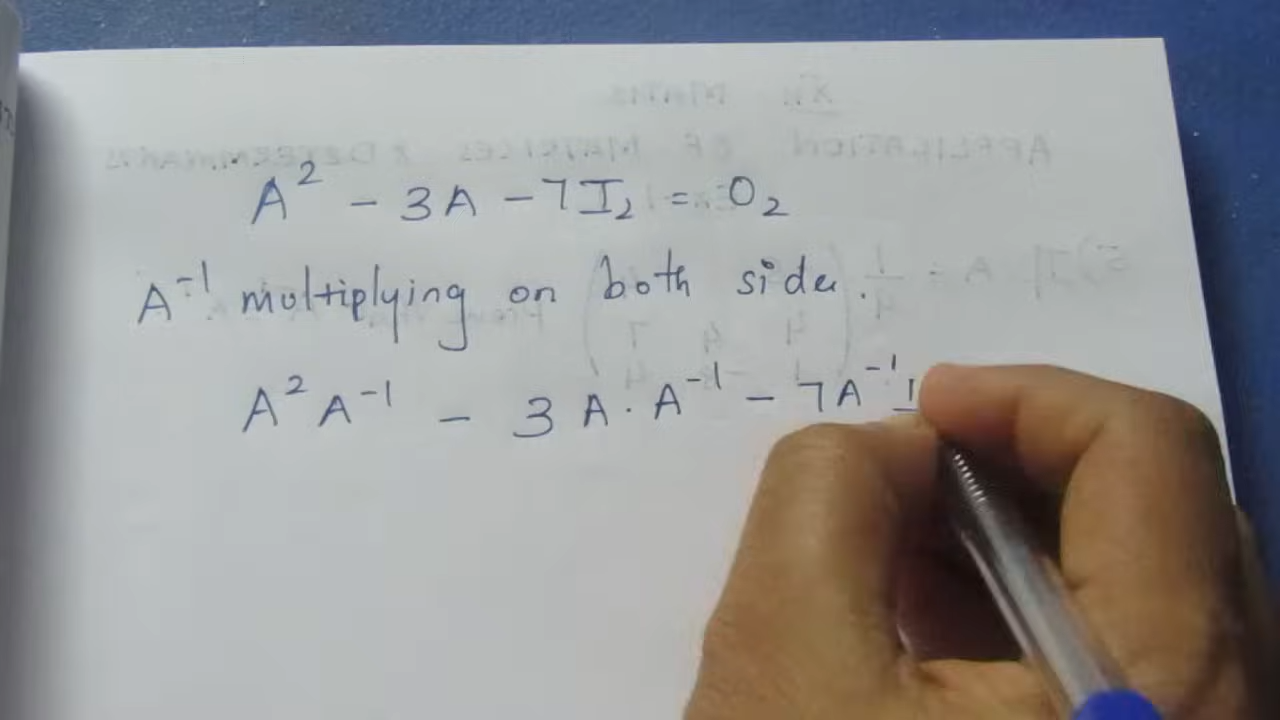 A² - 3A - 7I₂ = O₂
A⁻¹ multiplying on both side.
A²A⁻¹ - 3A·A⁻¹ - 7A⁻¹I